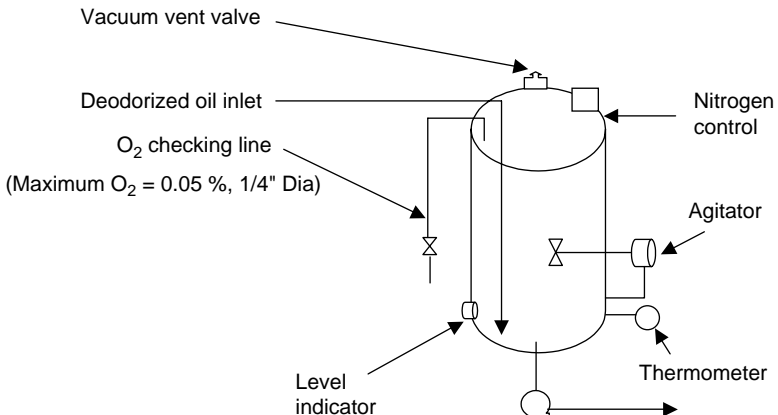 Vacuum vent valve
Deodorized oil inlet
O₂ checking line
(Maximum O₂ = 0.05 %, 1/4" Dia)
Nitrogen
control
Agitator
Thermometer
Level
indicator